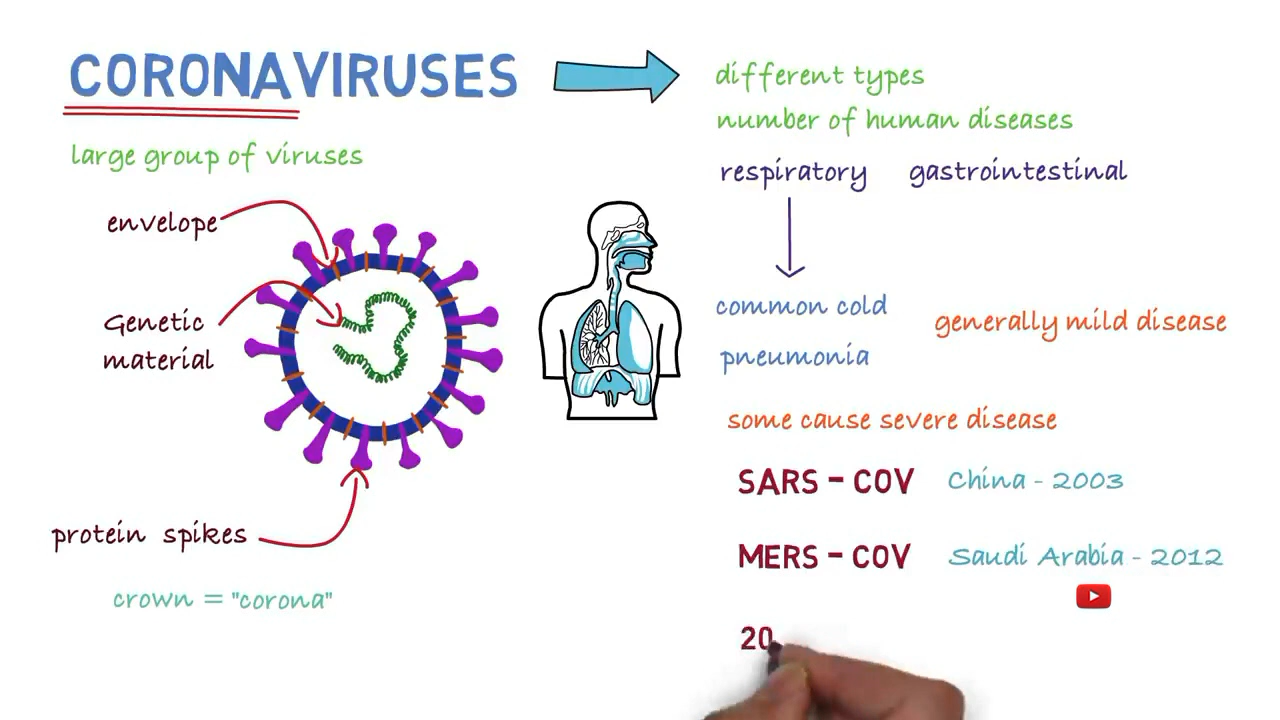 CORONAVIRUSES
large group of viruses
envelope
Genetic
material
protein spikes
crown = "corona"
different types
number of human diseases
respiratory gastrointestinal
common cold
generally mild disease
pneumonia
some cause severe disease
SARS - COV China - 2003
MERS - COV Saudi Arabia - 2012
20